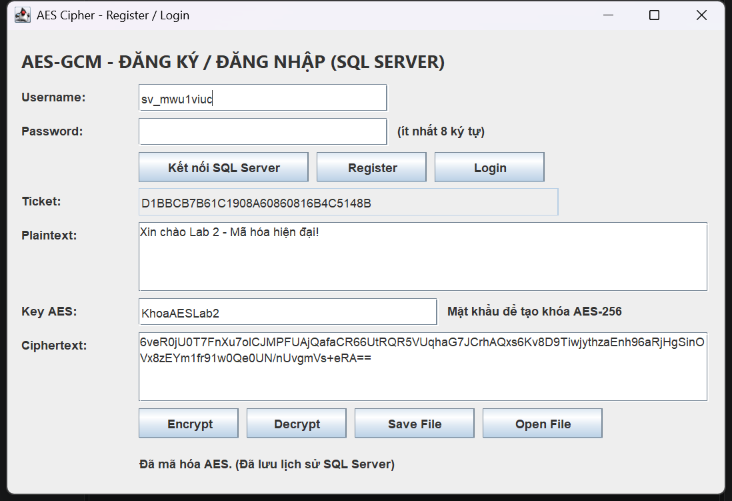 AES Cipher - Register / Login
AES-GCM - ĐĂNG KÝ / ĐĂNG NHẬP (SQL SERVER)
Username: sv_mwu1viuc
Password: (ít nhất 8 ký tự)
Kết nối SQL Server Register Login
Ticket: D1BBCB7B61C1908A60860816B4C5148B
Plaintext: Xin chào Lab 2 - Mã hóa hiện đại!
Key AES: KhoaAESLab2 Mật khẩu để tạo khóa AES-256
Ciphertext: 6veR0jU0T7FnXu7oICJMPFUAjQafaCR66UtRQR5VUqhaG7JCrhAQxs6Kv8D9TiwjythzaEnh96aRjHgSinO
Vx8zEYm1fr91w0Qe0UN/nUvgmVs+eRA==
Encrypt Decrypt Save File Open File
Đã mã hóa AES. (Đã lưu lịch sử SQL Server)